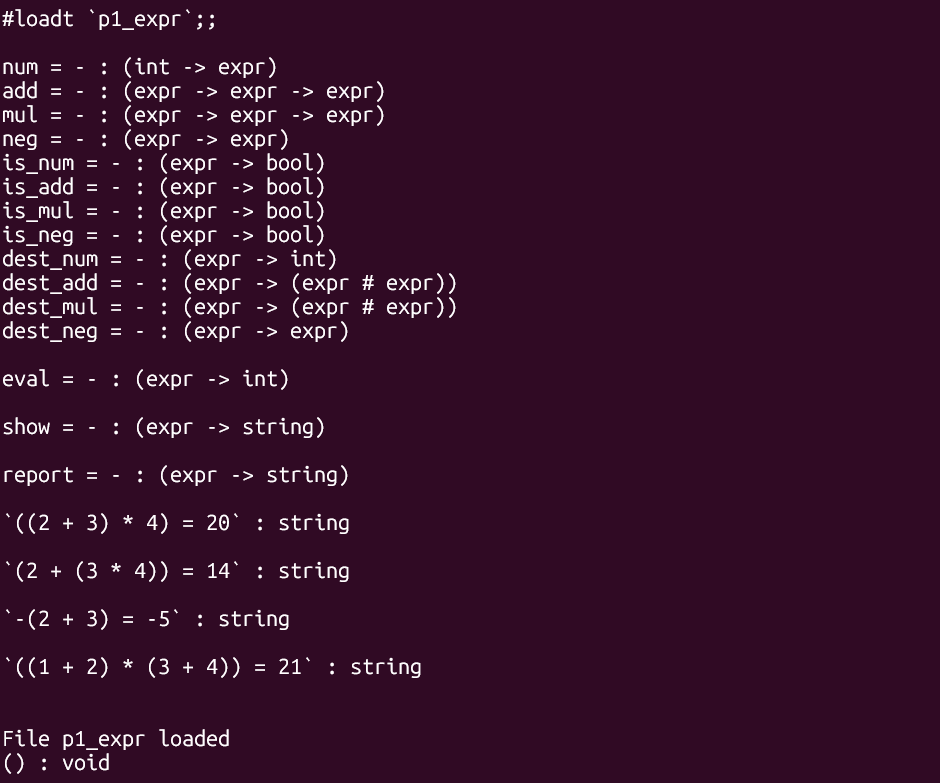 #loadt `p1_expr`;;
num = - : (int -> expr)
add = - : (expr -> expr -> expr)
mul = - : (expr -> expr -> expr)
neg = - : (expr -> expr)
is_num = - : (expr -> bool)
is_add = - : (expr -> bool)
is_mul = - : (expr -> bool)
is_neg = - : (expr -> bool)
dest_num = - : (expr -> int)
dest_add = - : (expr -> (expr # expr))
dest_mul = - : (expr -> (expr # expr))
dest_neg = - : (expr -> expr)
eval = - : (expr -> int)
show = - : (expr -> string)
report = - : (expr -> string)
`((2 + 3) * 4) = 20` : string
`(2 + (3 * 4)) = 14` : string
`-(2 + 3) = -5` : string
`((1 + 2) * (3 + 4)) = 21` : string
File p1_expr loaded
() : void